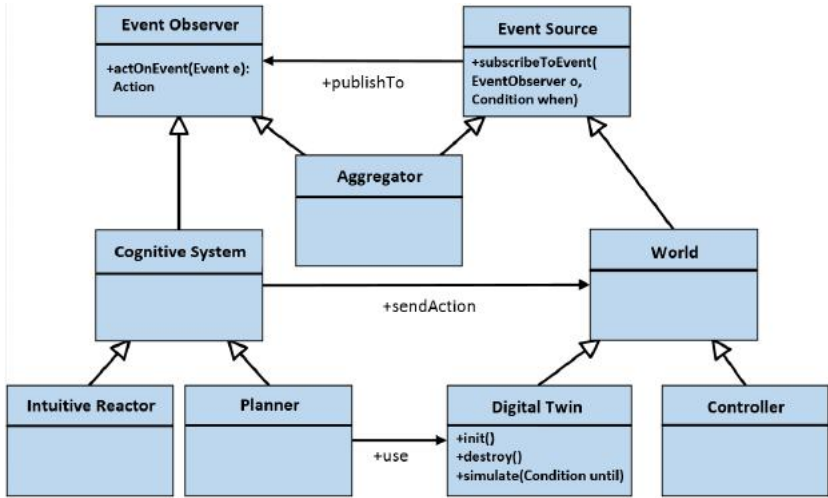 Event Observer
+actOnEvent(Event e):
Action
Event Source
+subscribeToEvent(
EventObserver o,
Condition when)
+publishTo
Aggregator
Cognitive System
World
+sendAction
Intuitive Reactor
Planner
Digital Twin
+init()
+destroy()
+simulate(Condition until)
Controller
+use